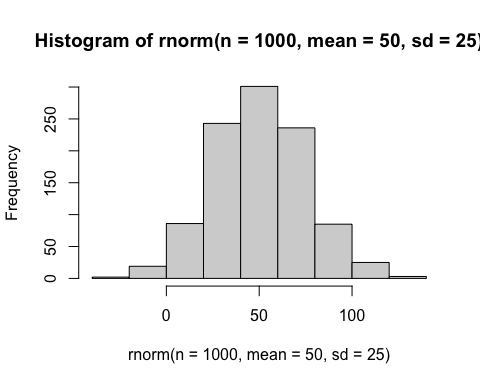 Histogram of rnorm(n = 1000, mean = 50, sd = 25)
Frequency
250
150
50
0
0 50 100
rnorm(n = 1000, mean = 50, sd = 25)